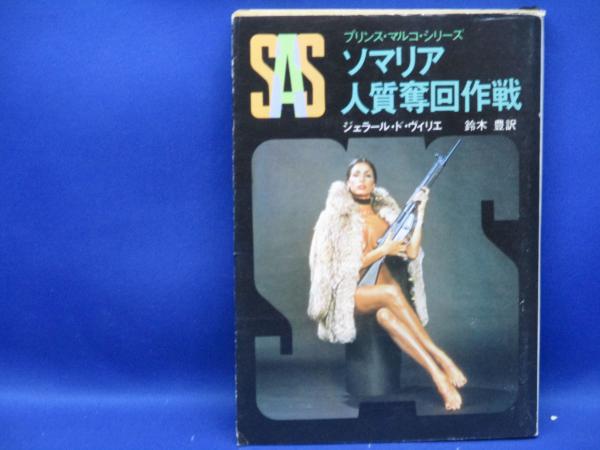 SAS
プリンス・マルコ・シリーズ
ソマリア
人質奪回作戦
ジェラール・ド・ヴィリエ 鈴木 豊訳
SAS